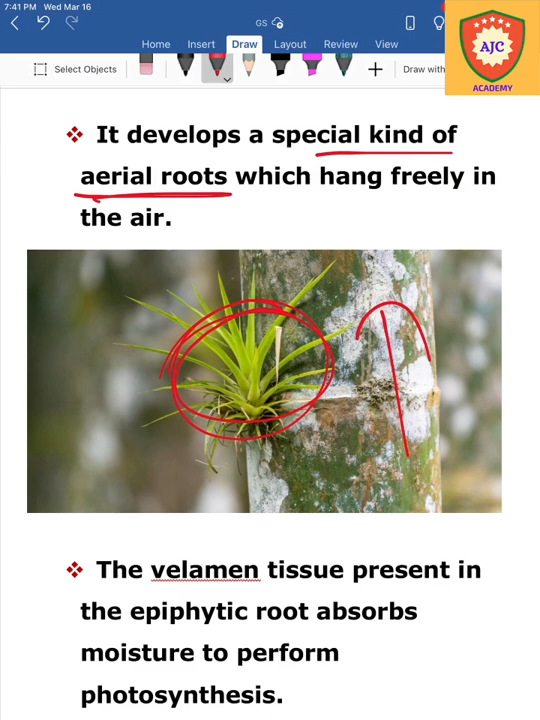 7:41 PM Wed Mar 16
GS
Home Insert Draw Layout Review View
Select Objects Draw with
AJC
ACADEMY
❖ It develops a special kind of
aerial roots which hang freely in
the air.
❖ The velamen tissue present in
the epiphytic root absorbs
moisture to perform
photosynthesis.